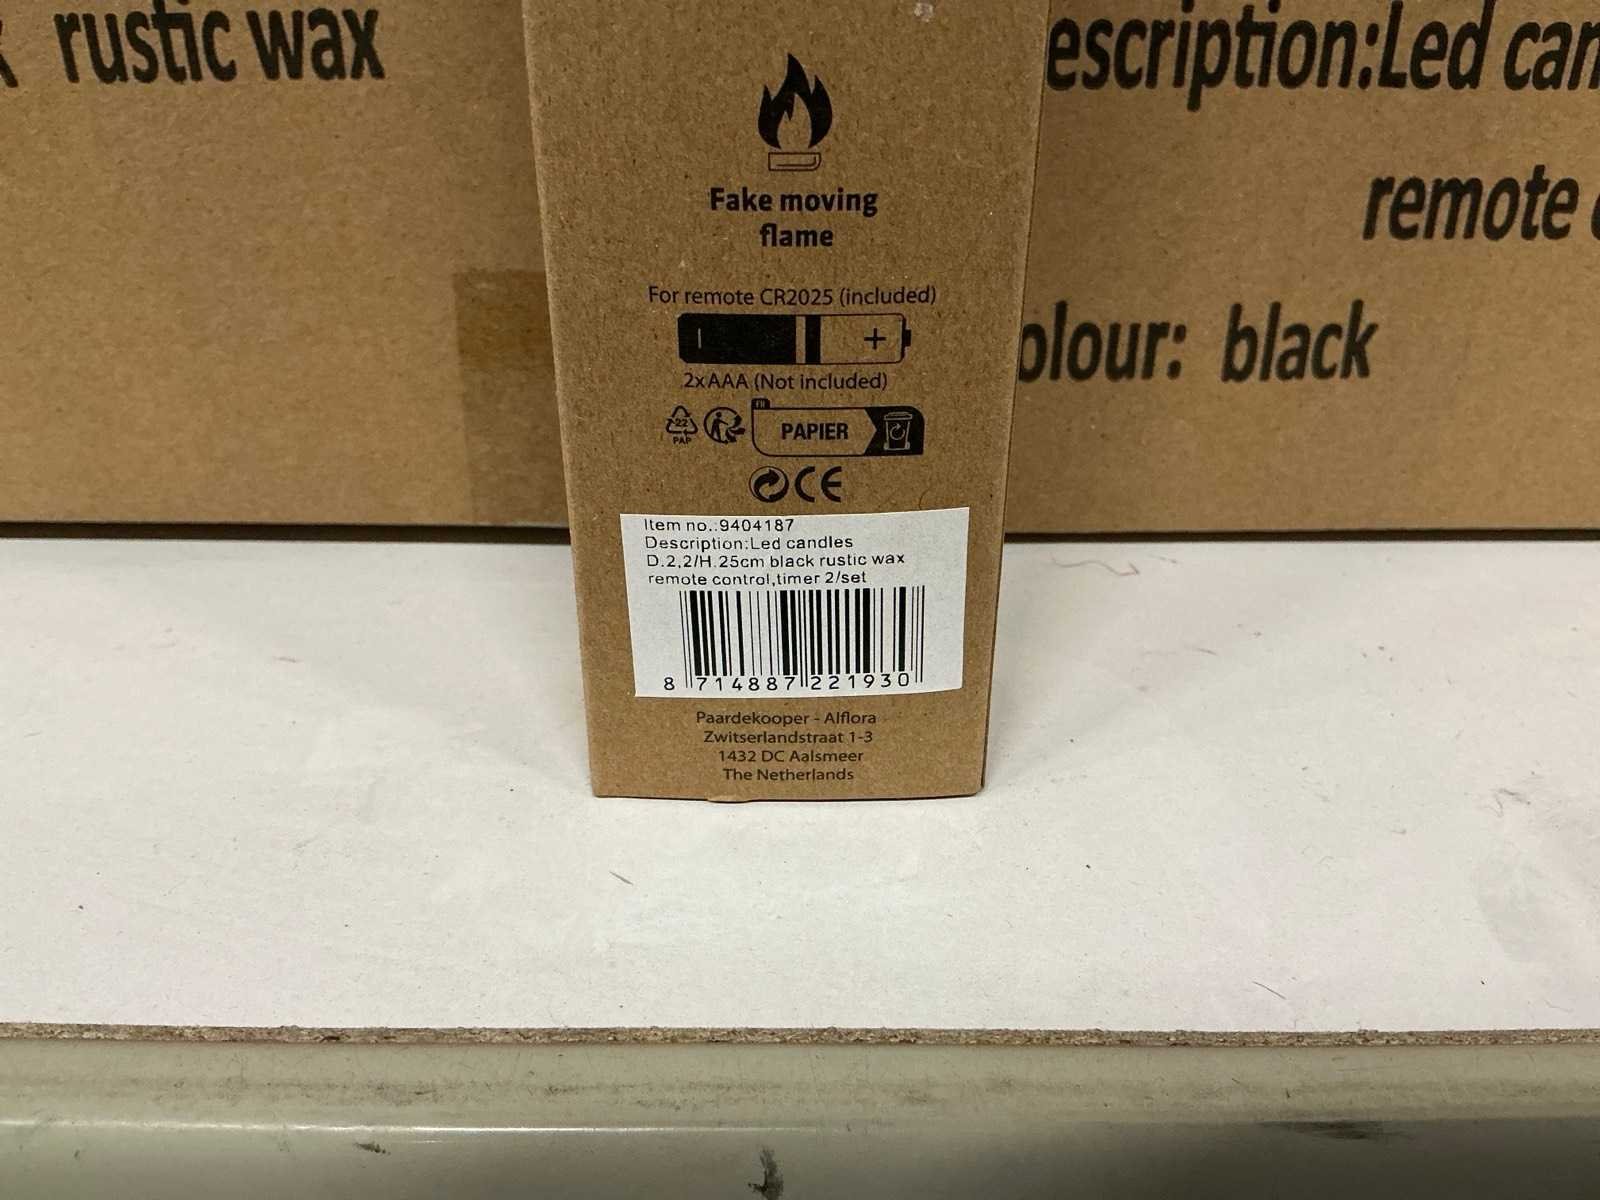 rustic wax
escription:Led can
remote
olour: black
Fake moving
flame
For remote CR2025 (included)
2xAAA (Not included)
22
PAP
FR
PAPIER
CE
Item no.:9404187
Description:Led candles
D.2,2/H.25cm black rustic wax
remote control,timer 2/set
8 714887 221930
Paardekooper - Alflora
Zwitserlandstraat 1-3
1432 DC Aalsmeer
The Netherlands